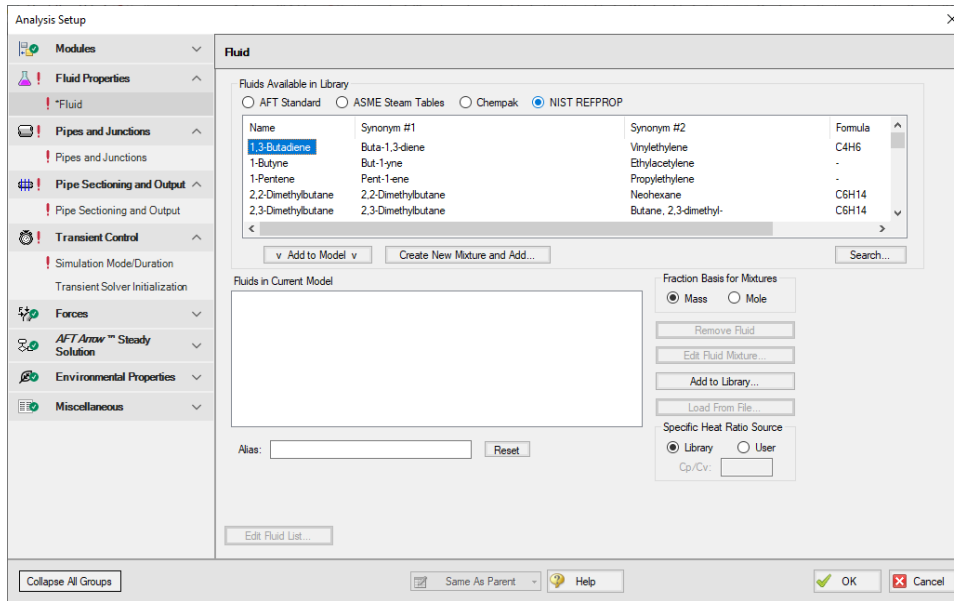 Analysis Setup
Modules
Fluid Properties
*Fluid
Pipes and Junctions
Pipes and Junctions
Pipe Sectioning and Output
Pipe Sectioning and Output
Transient Control
Simulation Mode/Duration
Transient Solver Initialization
Forces
AFT Arrow ™ Steady
Solution
Environmental Properties
Miscellaneous
Collapse All Groups
Fluid
Fluids Available in Library
AFT Standard ASME Steam Tables Chempak NIST REFPROP
Name Synonym #1 Synonym #2 Formula
1,3-Butadiene Buta-1,3-diene Vinylethylene C4H6
1-Butyne But-1-yne Ethylacetylene -
1-Pentene Pent-1-ene Propylethylene -
2,2-Dimethylbutane 2,2-Dimethylbutane Neohexane C6H14
2,3-Dimethylbutane 2,3-Dimethylbutane Butane, 2,3-dimethyl- C6H14
v Add to Model v Create New Mixture and Add... Search...
Fluids in Current Model
Fraction Basis for Mixtures
Mass Mole
Remove Fluid
Edit Fluid Mixture...
Add to Library...
Load From File...
Specific Heat Ratio Source
Library User
Cp/Cv:
Alias: Reset
Edit Fluid List...
Same As Parent Help OK Cancel